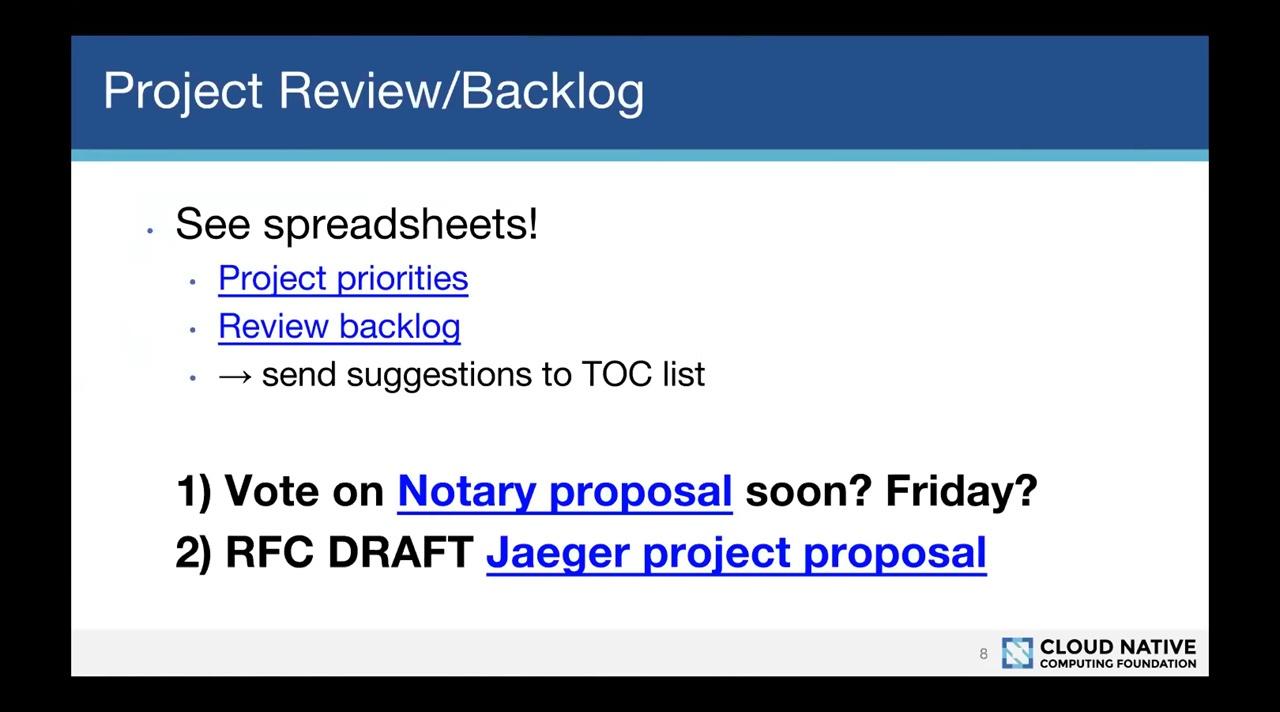 Project Review/Backlog
· See spreadsheets!
· Project priorities
· Review backlog
· → send suggestions to TOC list
1) Vote on Notary proposal soon? Friday?
2) RFC DRAFT Jaeger project proposal
8
CLOUD NATIVE
COMPUTING FOUNDATION